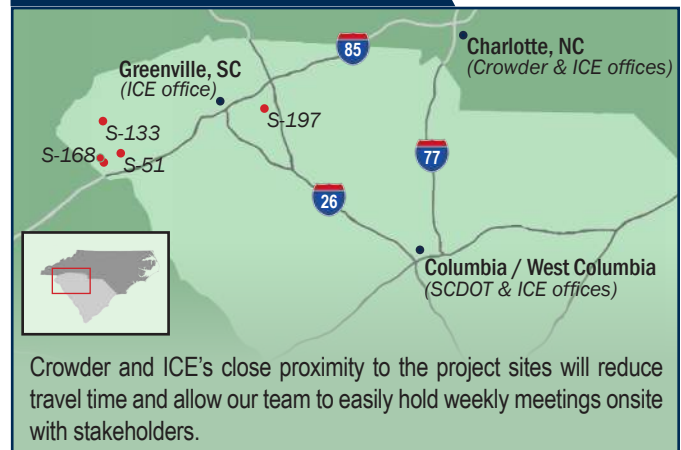 85
Charlotte, NC
(Crowder & ICE offices)
Greenville, SC
(ICE office)
S-197
S-133
S-168
S-51
77
26
Columbia / West Columbia
(SCDOT & ICE offices)
Crowder and ICE's close proximity to the project sites will reduce
travel time and allow our team to easily hold weekly meetings onsite
with stakeholders.